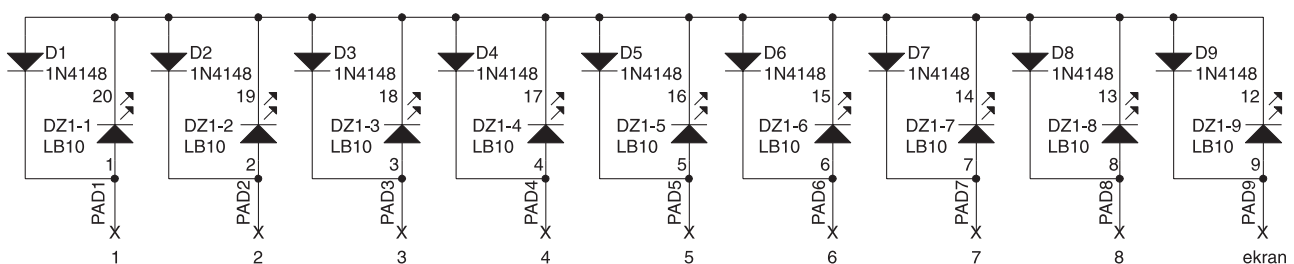 D1 D2 D3 D4 D5 D6 D7 D8 D9
1N4148 1N4148 1N4148 1N4148 1N4148 1N4148 1N4148 1N4148 1N4148
20 19 18 17 16 15 14 13 12
DZ1-1 DZ1-2 DZ1-3 DZ1-4 DZ1-5 DZ1-6 DZ1-7 DZ1-8 DZ1-9
LB10 LB10 LB10 LB10 LB10 LB10 LB10 LB10 LB10
1 2 3 4 5 6 7 8 9
PAD1 PAD2 PAD3 PAD4 PAD5 PAD6 PAD7 PAD8 PAD9
X X X X X X X X X
1 2 3 4 5 6 7 8 ekran